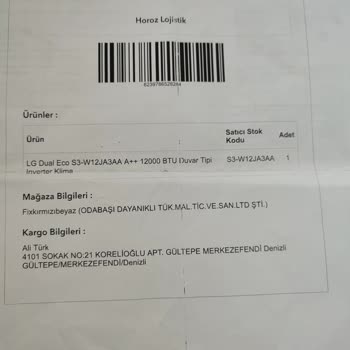 Horoz Lojistik
Ürünler :
Ürün Satıcı Stok Kodu Adet
LG Dual Eco S3-W12JA3AA A++ 12000 BTU Duvar Tipi S3-W12JA3AA 1
Inverter Klima
Mağaza Bilgileri :
Fixkırmızıbeyaz (ODABAŞI DAYANIKLI TÜK.MAL.TİC.VE.SAN.LTD ŞTİ.)
Kargo Bilgileri :
Ali Türk
4101 SOKAK NO:21 KORELİOĞLU APT. GÜLTEPE MERKEZEFENDİ Denizli
GÜLTEPE/MERKEZEFENDİ/Denizli